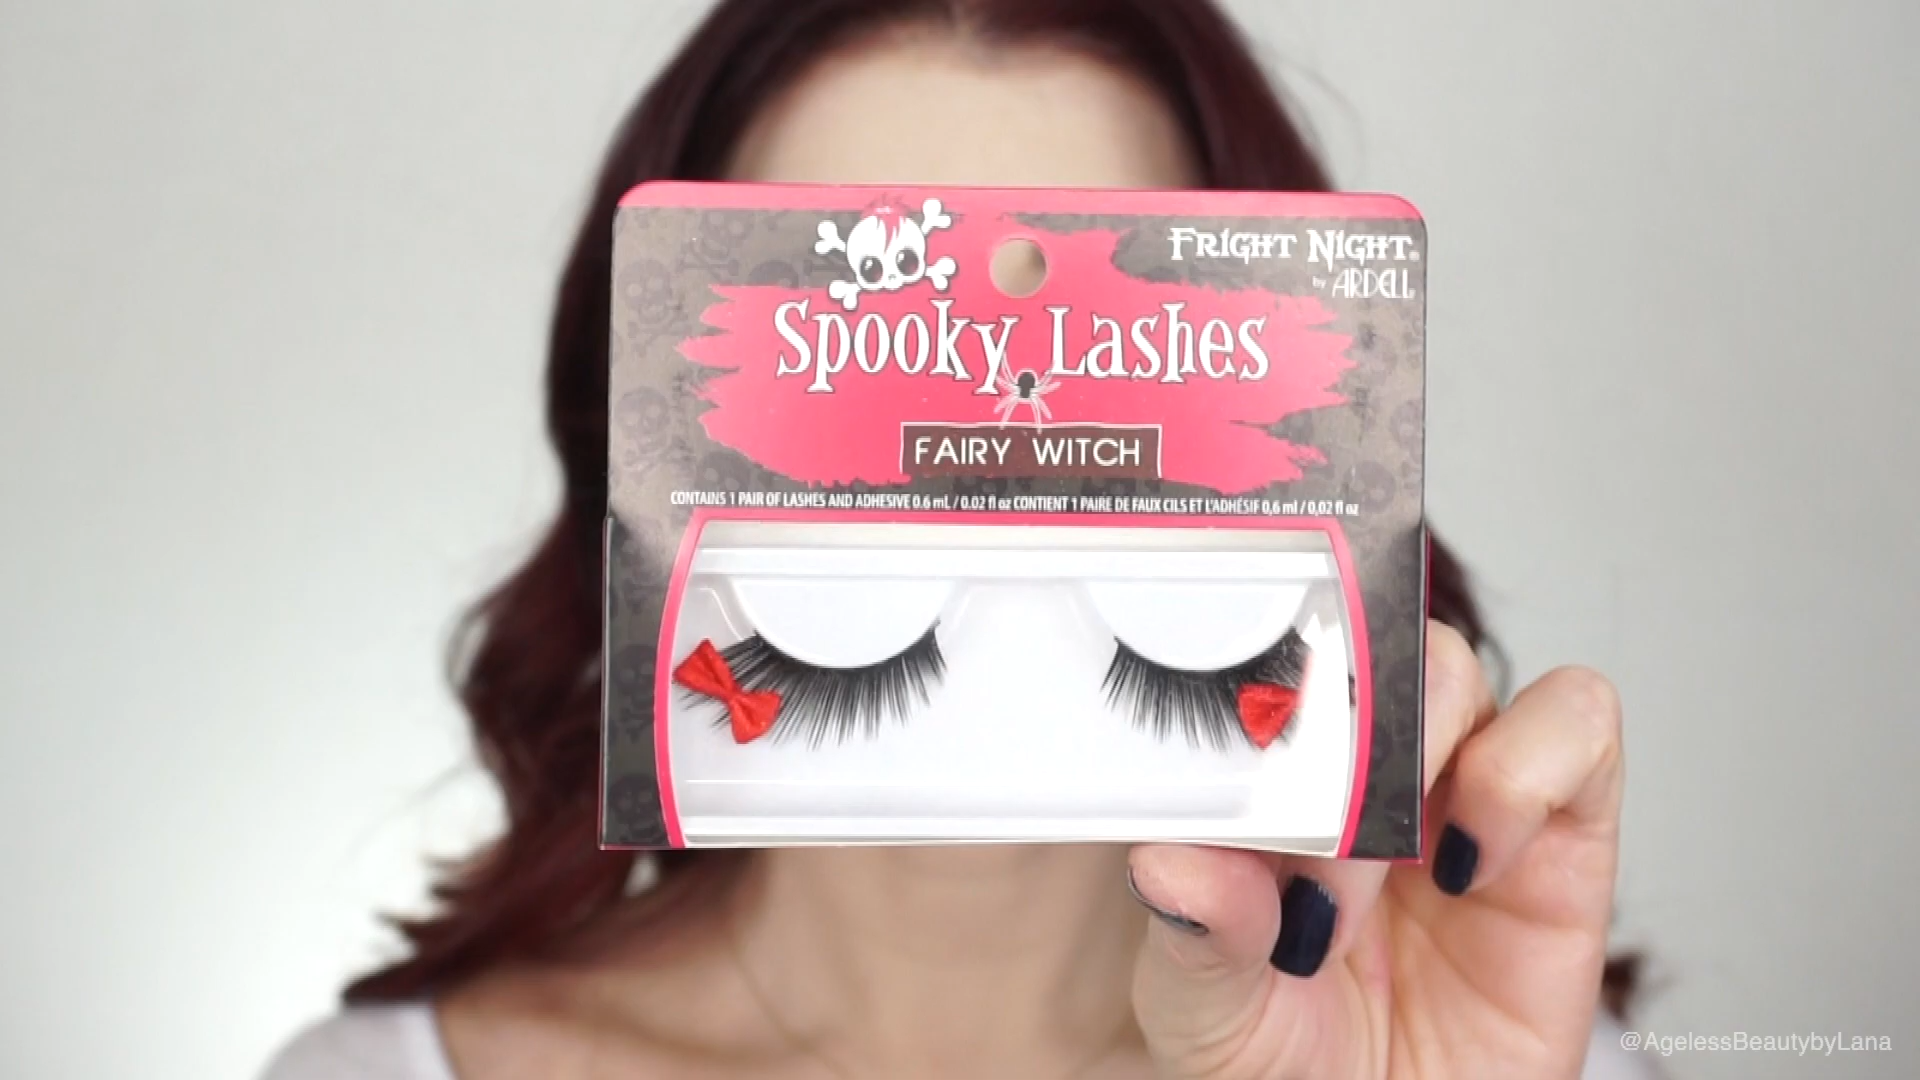 FRIGHT NIGHT®
by ARDELL®
Spooky Lashes
FAIRY WITCH
CONTAINS 1 PAIR OF LASHES AND ADHESIVE 0.6 mL / 0.02 fl oz CONTIENT 1 PAIRE DE FAUX CILS ET L'ADHÉSIF 0,6 ml / 0,02 fl oz
@AgelessBeautybyLana